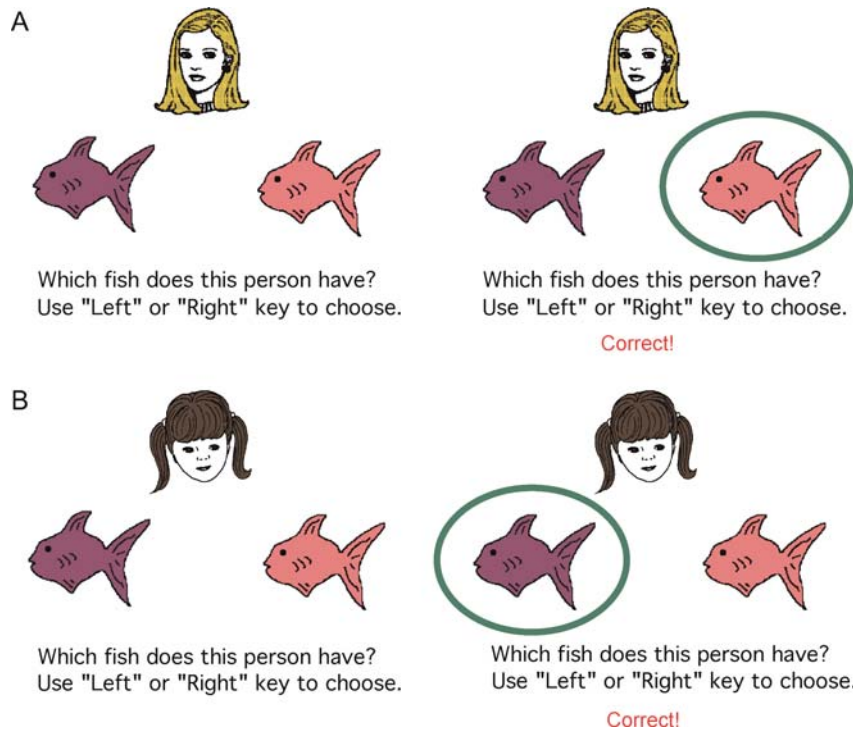 A
Which fish does this person have?
Use "Left" or "Right" key to choose.
Which fish does this person have?
Use "Left" or "Right" key to choose.
Correct!
B
Which fish does this person have?
Use "Left" or "Right" key to choose.
Which fish does this person have?
Use "Left" or "Right" key to choose.
Correct!